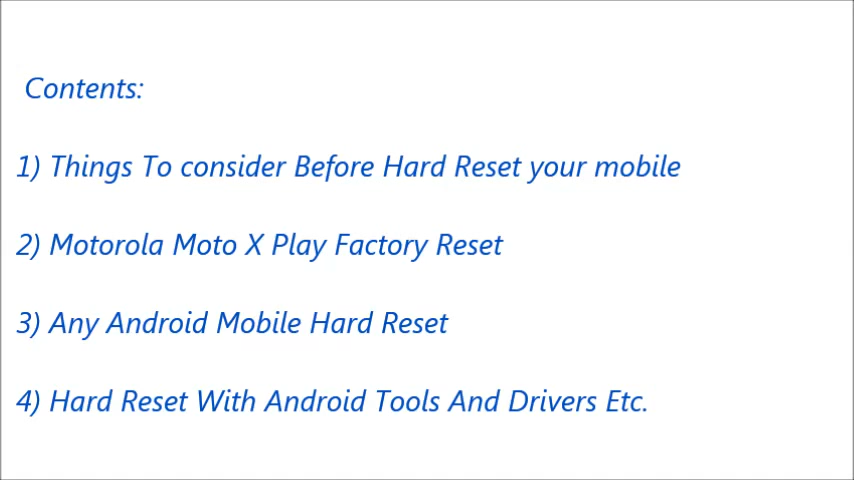 Contents:
1) Things To consider Before Hard Reset your mobile
2) Motorola Moto X Play Factory Reset
3) Any Android Mobile Hard Reset
4) Hard Reset With Android Tools And Drivers Etc.